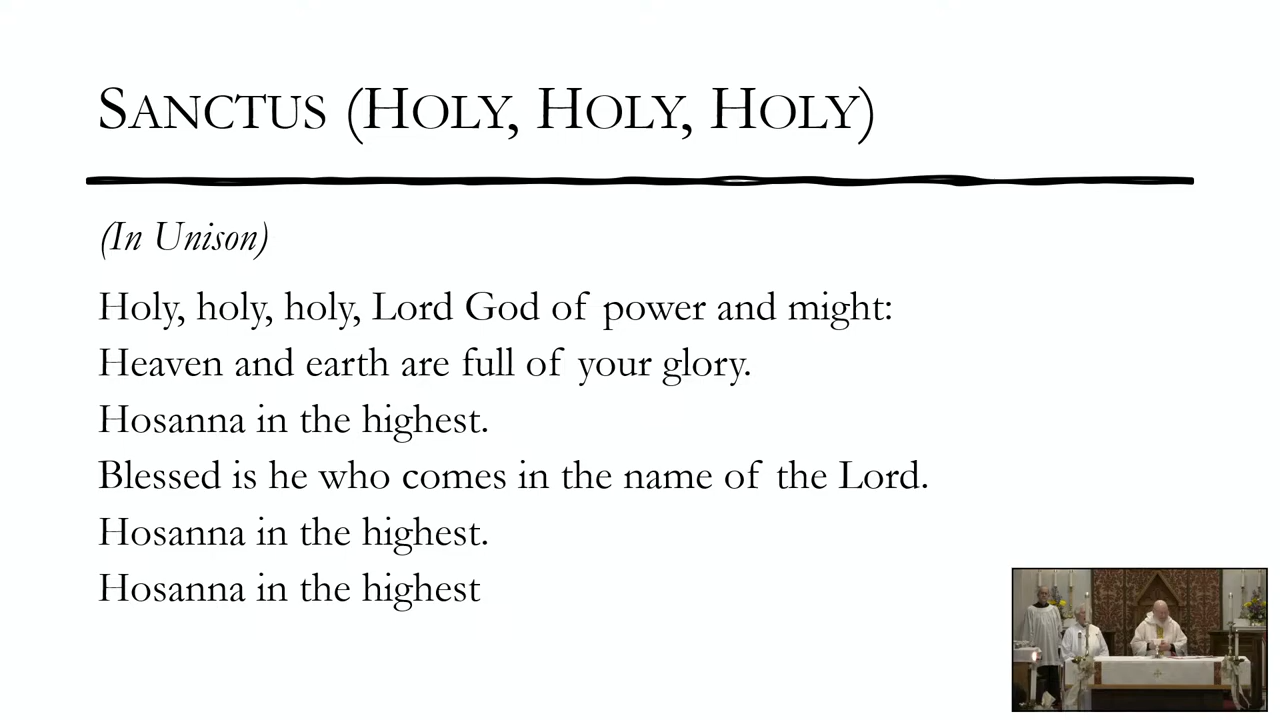 SANCTUS (HOLY, HOLY, HOLY)
(In Unison)
Holy, holy, holy, Lord God of power and might:
Heaven and earth are full of your glory.
Hosanna in the highest.
Blessed is he who comes in the name of the Lord.
Hosanna in the highest.
Hosanna in the highest